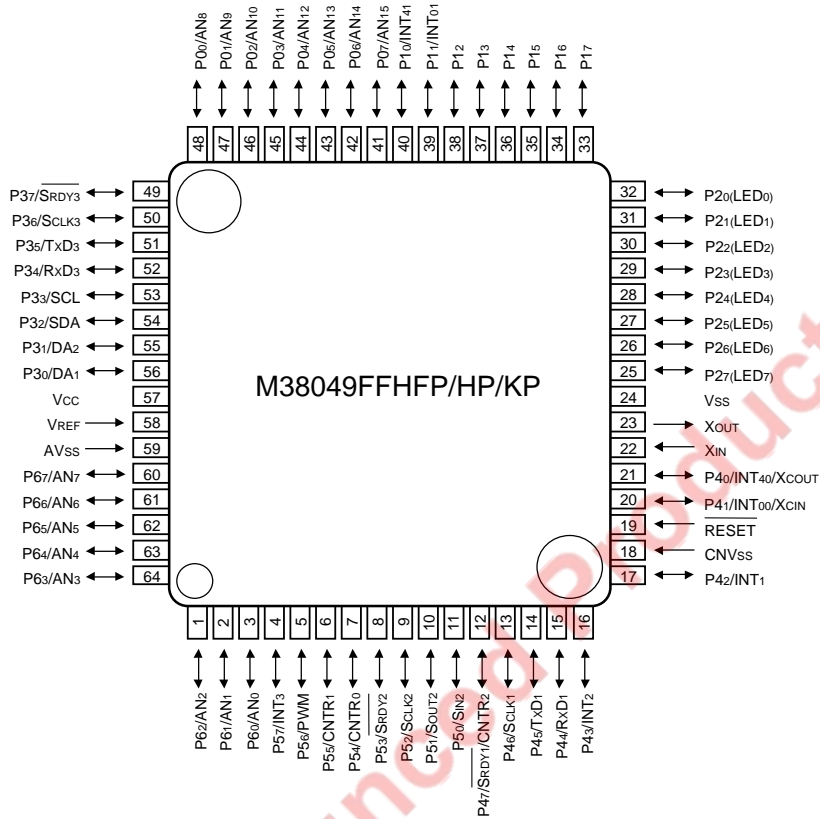 P00/AN8
P01/AN9
P02/AN10
P03/AN11
P04/AN12
P05/AN13
P06/AN14
P07/AN15
P10/INT41
P11/INT01
P12
P13
P14
P15
P16
P17
48
47
46
45
44
43
42
41
40
39
38
37
36
35
34
33
P37/SRDY3 49
P36/SCLK3 50
P35/TXD3 51
P34/RXD3 52
P33/SCL 53
P32/SDA 54
P31/DA2 55
P30/DA1 56
VCC 57
VREF 58
AVSS 59
P67/AN7 60
P66/AN6 61
P65/AN5 62
P64/AN4 63
P63/AN3 64
M38049FFHFP/HP/KP
32 P20(LED0)
31 P21(LED1)
30 P22(LED2)
29 P23(LED3)
28 P24(LED4)
27 P25(LED5)
26 P26(LED6)
25 P27(LED7)
24 VSS
23 XOUT
22 XIN
21 P40/INT40/XCOUT
20 P41/INT00/XCIN
19 RESET
18 CNVSS
17 P42/INT1
1
2
3
4
5
6
7
8
9
10
11
12
13
14
15
16
P62/AN2
P61/AN1
P60/AN0
P57/INT3
P56/PWM
P55/CNTR1
P54/CNTR0
P53/SRDY2
P52/SCLK2
P51/SOUT2
P50/SIN2
P47/SRDY1/CNTR2
P46/SCLK1
P45/TXD1
P44/RXD1
P43/INT2
nced Product